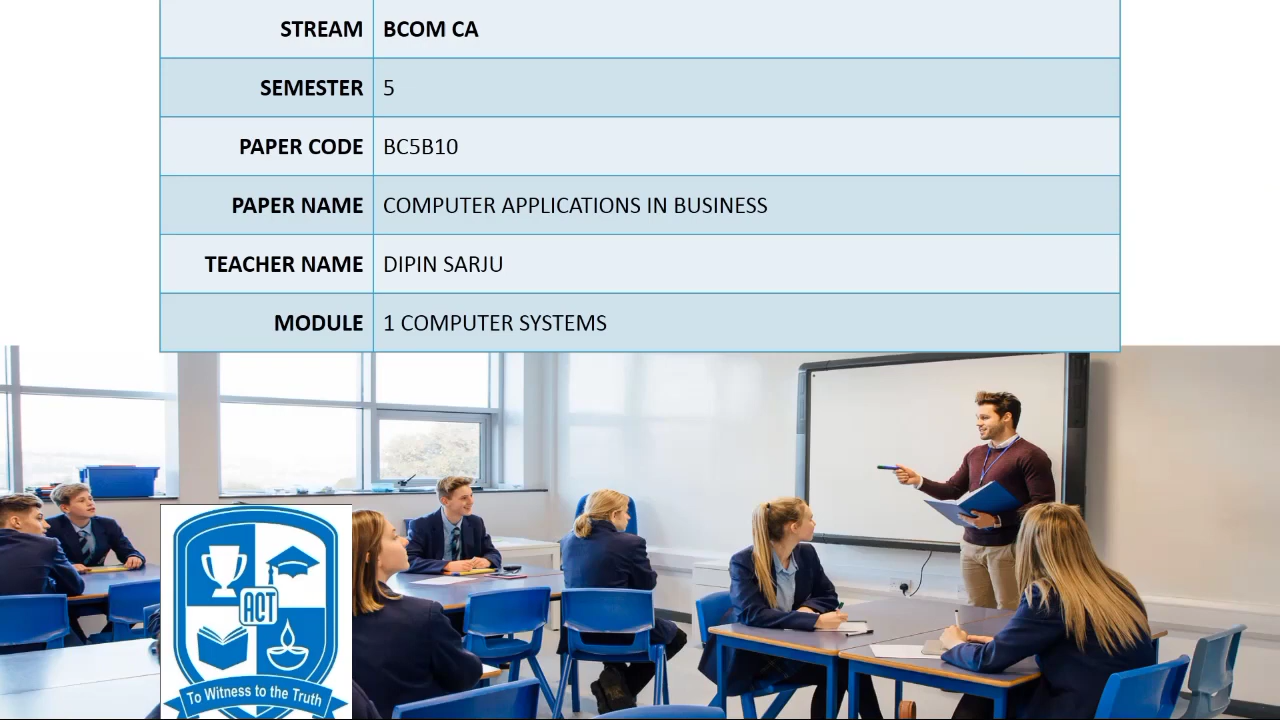 STREAM BCOM CA
SEMESTER 5
PAPER CODE BC5B10
PAPER NAME COMPUTER APPLICATIONS IN BUSINESS
TEACHER NAME DIPIN SARJU
MODULE 1 COMPUTER SYSTEMS
ACT
To Witness to the Truth